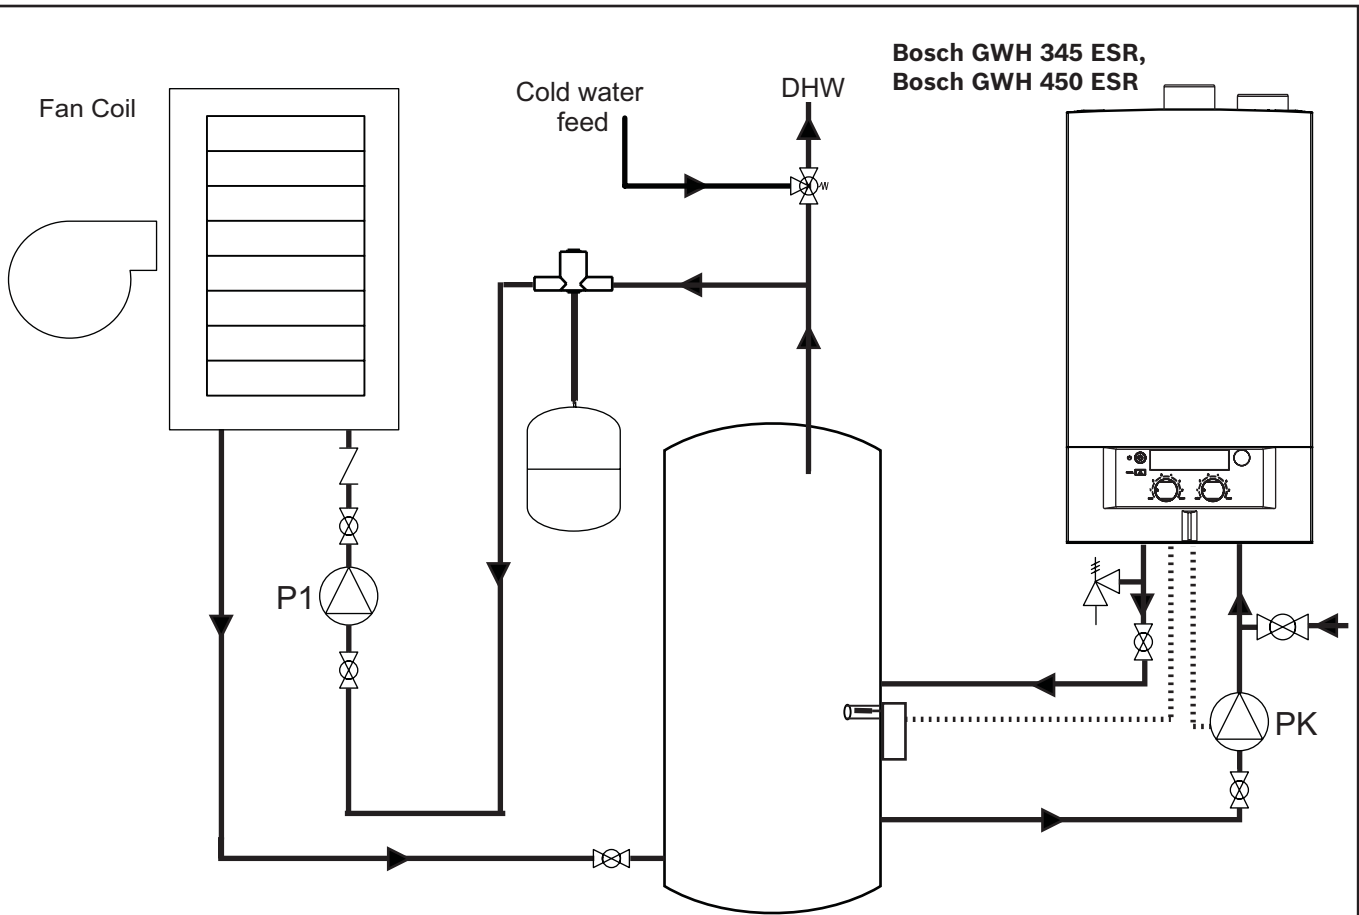 Bosch GWH 345 ESR,
Bosch GWH 450 ESR
Fan Coil
Cold water
feed
DHW
P1
PK